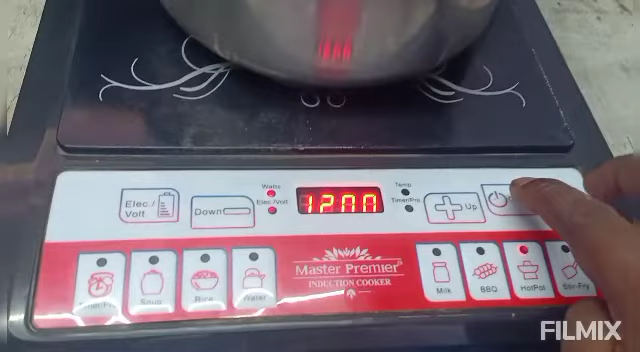 Elec./
Volt
Down
Watts
Elec./Volt
1200
Temp
Timer/Pre
Up
Master Premier
INDUCTION COOKER
Soup
Rice
Water
Milk
BBQ
HotPot
Stir-Fry
FILMIX